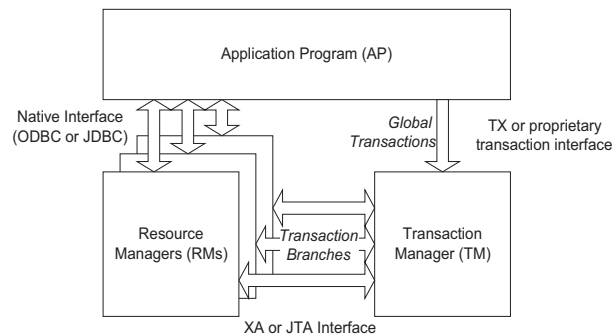 Application Program (AP)
Native Interface
(ODBC or JDBC)
Global
Transactions
TX or proprietary
transaction interface
Resource
Managers (RMs)
Transaction
Branches
Transaction
Manager (TM)
XA or JTA Interface